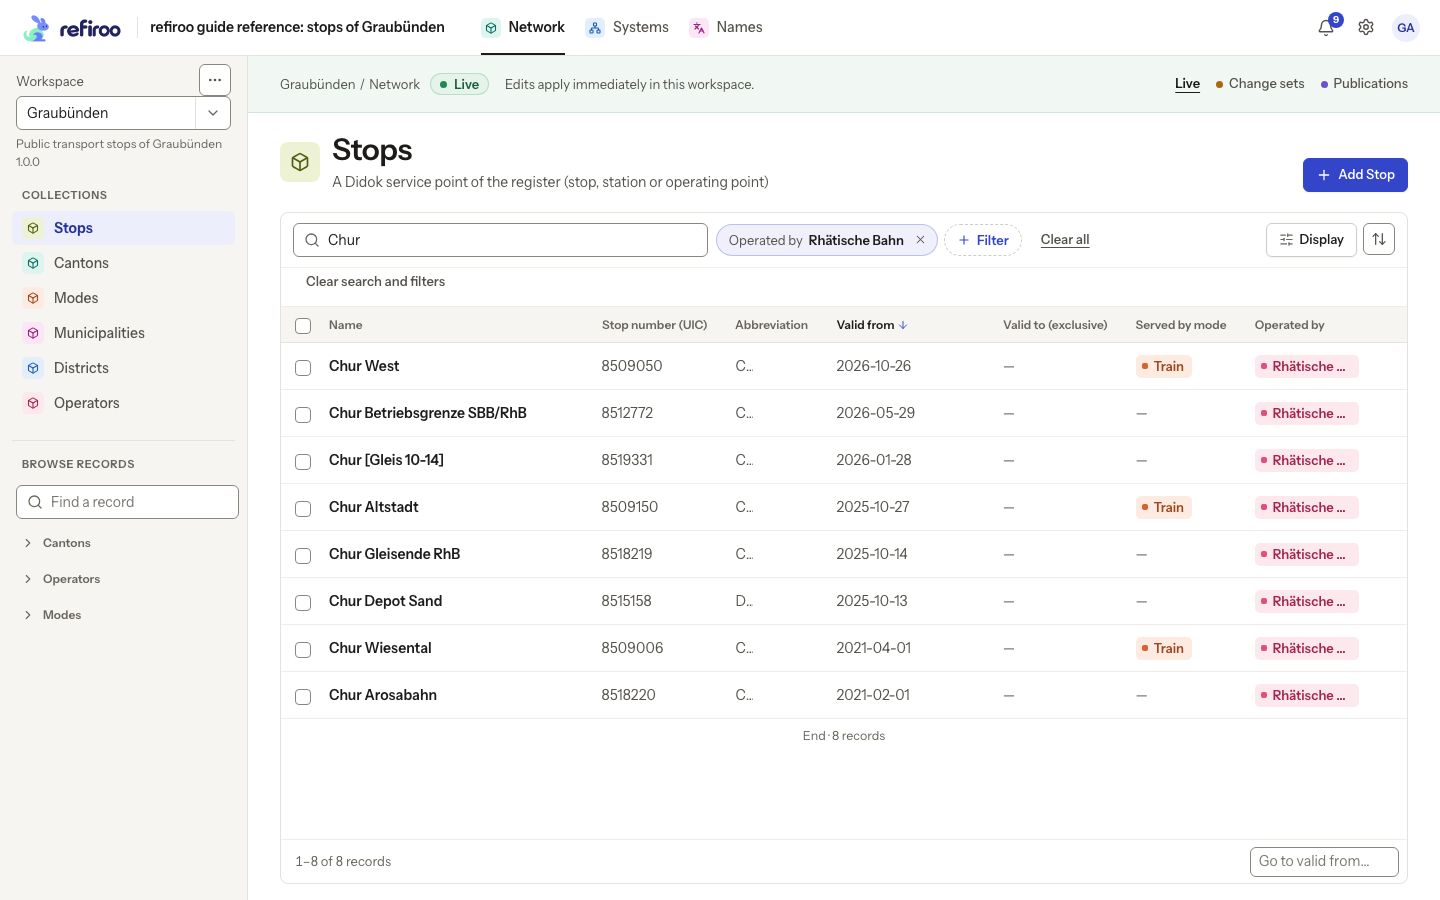 refiroo
refiroo guide reference: stops of Graubünden
Network
Systems
Names
9
GA
Workspace
Graubünden
Public transport stops of Graubünden
1.0.0
COLLECTIONS
Stops
Cantons
Modes
Municipalities
Districts
Operators
BROWSE RECORDS
Find a record
Cantons
Operators
Modes
Graubünden / Network
Live
Edits apply immediately in this workspace.
Live
Change sets
Publications
Stops
A Didok service point of the register (stop, station or operating point)
Add Stop
Chur
Operated by Rhätische Bahn
Filter
Clear all
Display
Clear search and filters
Name Stop number (UIC) Abbreviation Valid from Valid to (exclusive) Served by mode Operated by
Chur West 8509050 C... 2026-10-26 — Train Rhätische ...
Chur Betriebsgrenze SBB/RhB 8512772 C... 2026-05-29 — — Rhätische ...
Chur [Gleis 10-14] 8519331 C... 2026-01-28 — — Rhätische ...
Chur Altstadt 8509150 C... 2025-10-27 — Train Rhätische ...
Chur Gleisende RhB 8518219 C... 2025-10-14 — — Rhätische ...
Chur Depot Sand 8515158 D... 2025-10-13 — — Rhätische ...
Chur Wiesental 8509006 C... 2021-04-01 — Train Rhätische ...
Chur Arosabahn 8518220 C... 2021-02-01 — — Rhätische ...
End · 8 records
1–8 of 8 records
Go to valid from...